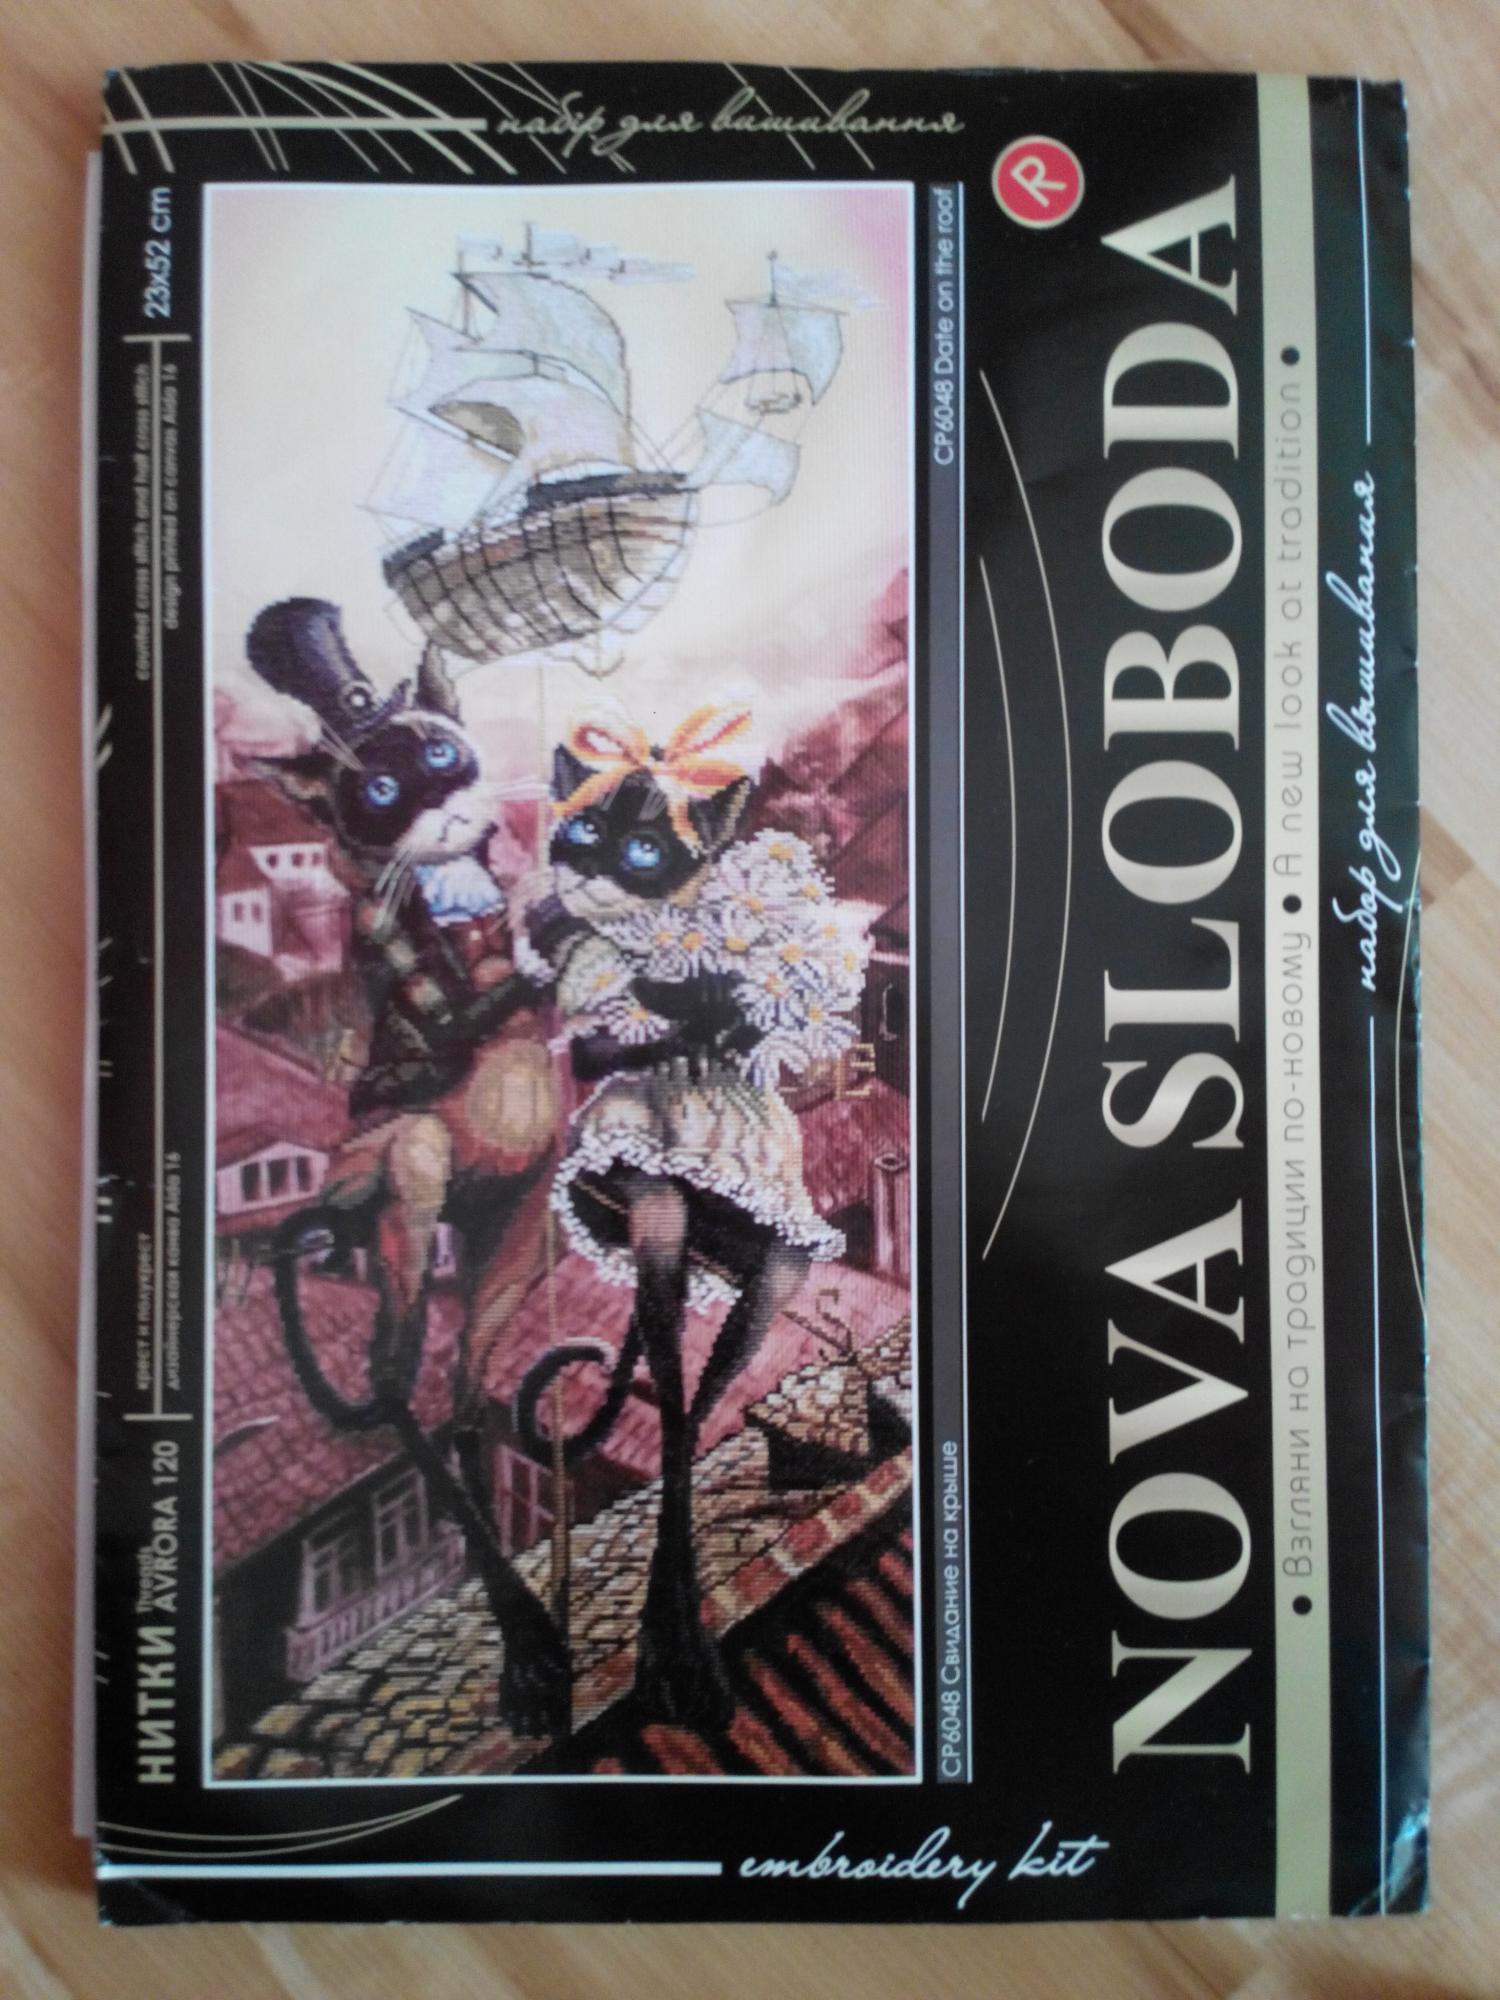 набір для вишивання
НИТКИ Threads AVRORA 120
крест и полукрест
дизайнерская канва Aida 16
counted cross stitch and half cross stitch
design printed on canvas Aida 16
23x52 cm
СР6048 Свидание на крыше
CP6048 Date on the roof
R
NOVA SLOBODA
• Взгляни на традиции по-новому • A new look at tradition •
набор для вышивания
embroidery kit